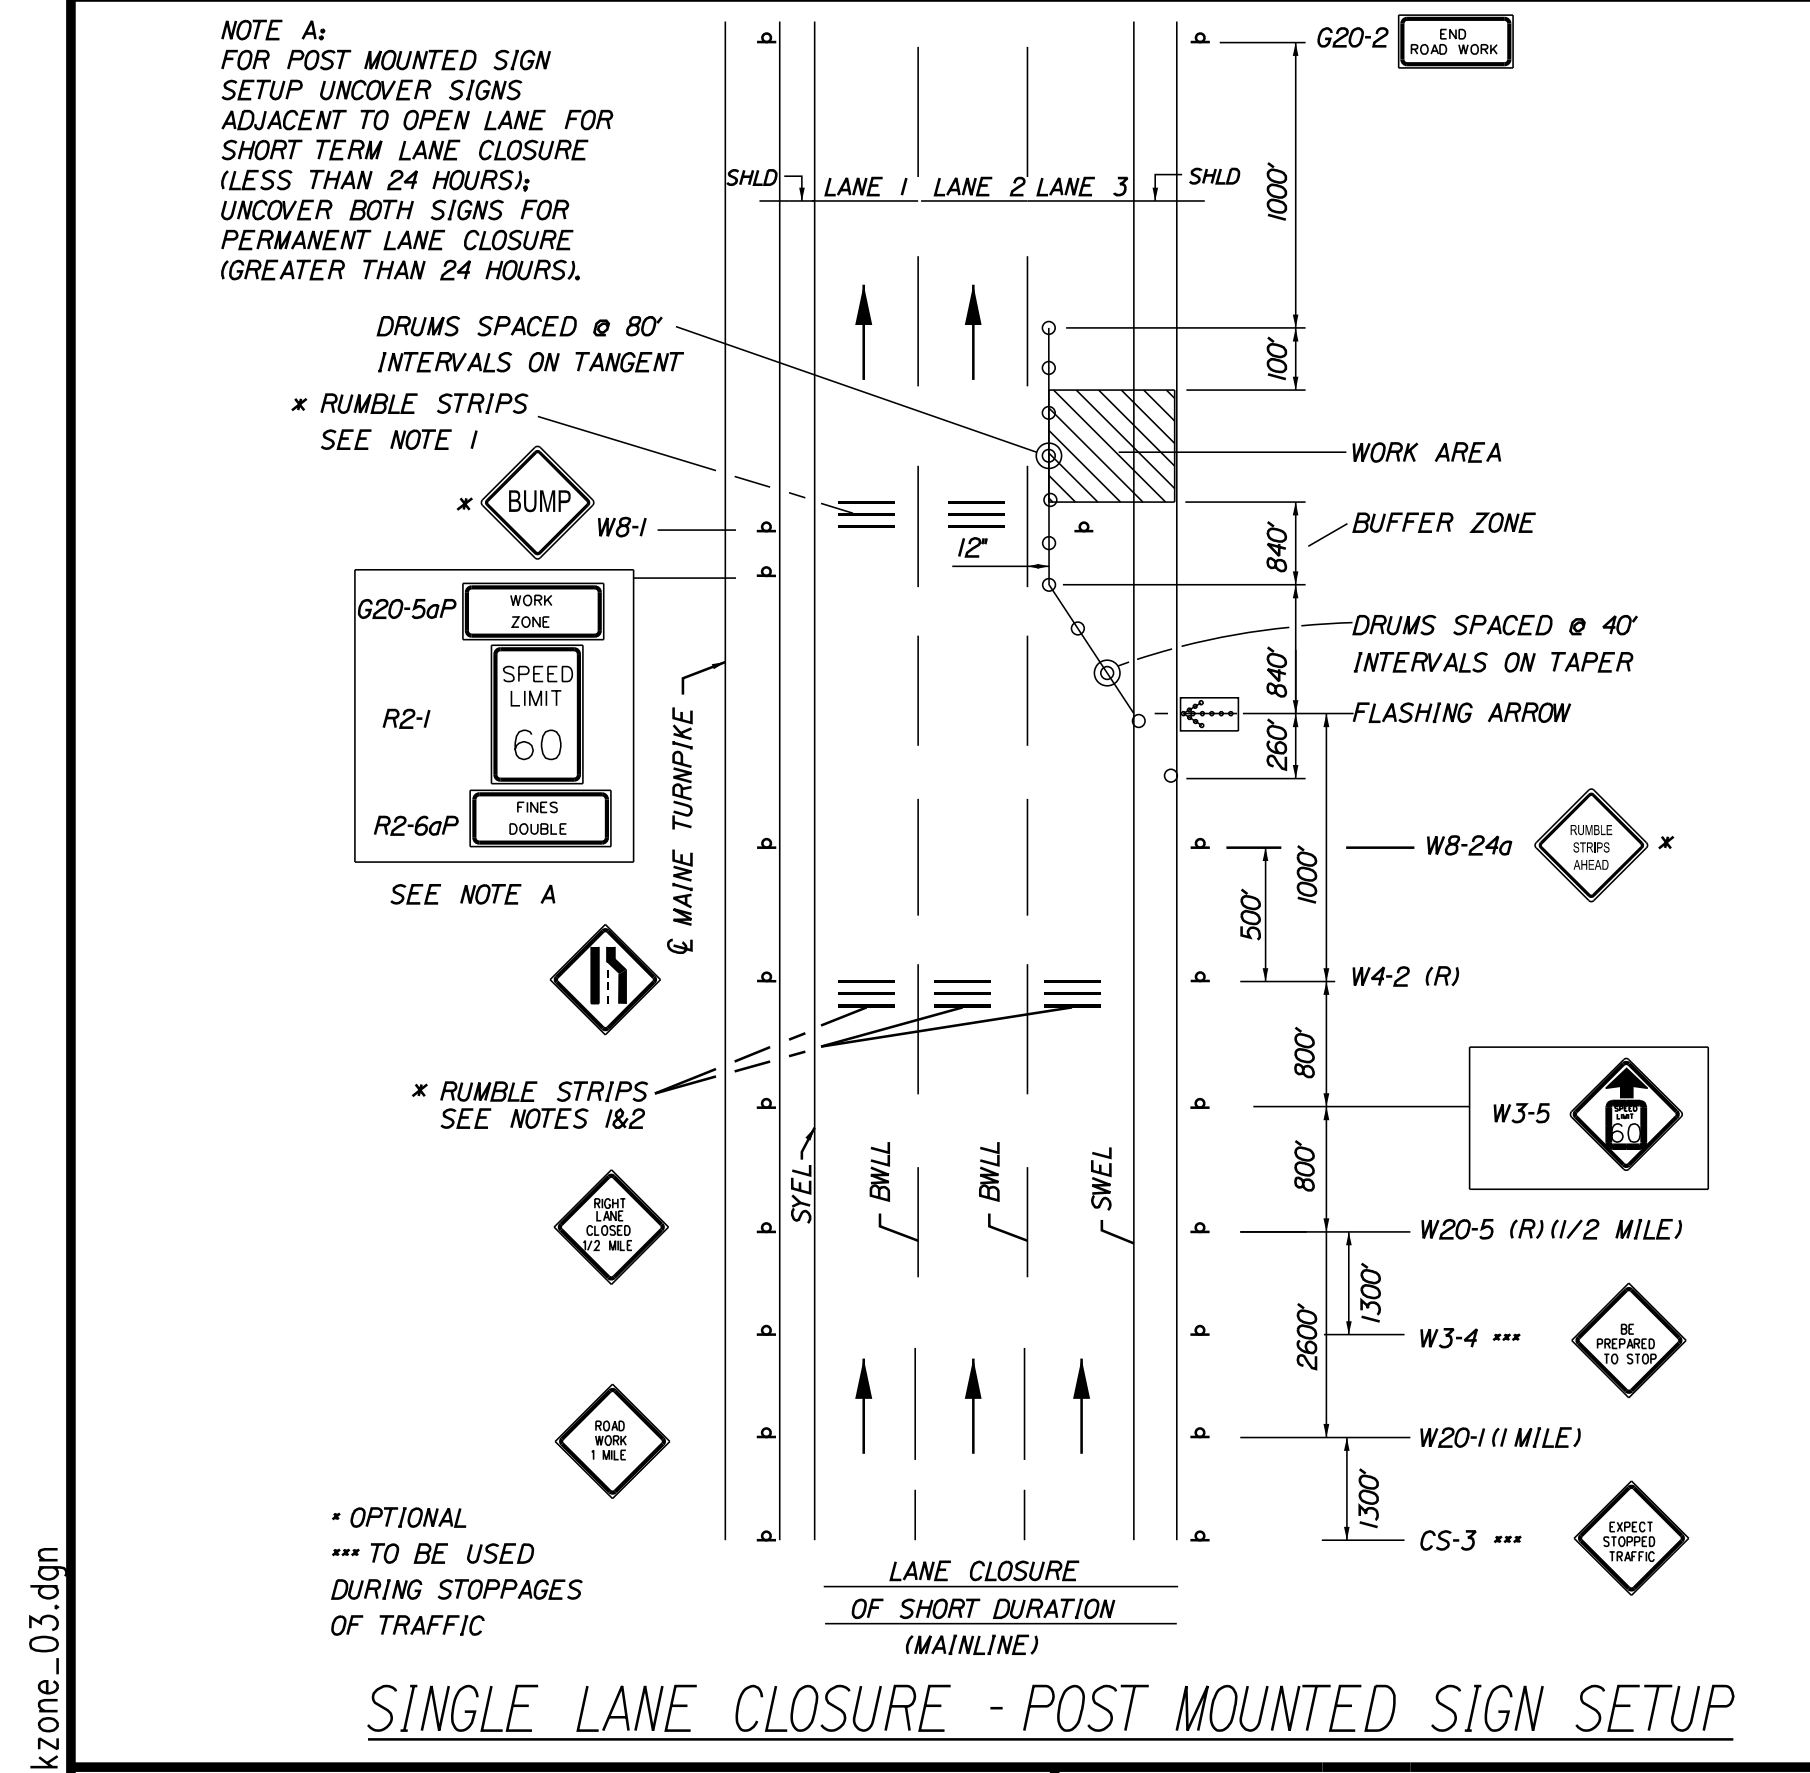 NOTE A:
FOR POST MOUNTED SIGN
SETUP UNCOVER SIGNS
ADJACENT TO OPEN LANE FOR
SHORT TERM LANE CLOSURE
(LESS THAN 24 HOURS);
UNCOVER BOTH SIGNS FOR
PERMANENT LANE CLOSURE
(GREATER THAN 24 HOURS).
G20-2
END
ROAD WORK
1000'
SHLD
LANE 1
LANE 2
LANE 3
SHLD
DRUMS SPACED @ 80'
INTERVALS ON TANGENT
100'
* RUMBLE STRIPS
SEE NOTE 1
WORK AREA
*
BUMP
W8-1
12"
840'
BUFFER ZONE
G20-5aP
WORK
ZONE
R2-1
SPEED
LIMIT
60
R2-6aP
FINES
DOUBLE
SEE NOTE A
840'
DRUMS SPACED @ 40'
INTERVALS ON TAPER
FLASHING ARROW
260'
℄ MAINE TURNPIKE
W8-24a
RUMBLE
STRIPS
AHEAD
*
1000'
500'
W4-2 (R)
800'
* RUMBLE STRIPS
SEE NOTES 1&2
W3-5
SPEED
LIMIT
60
SYEL
BWLL
BWLL
SWEL
800'
RIGHT
LANE
CLOSED
1/2 MILE
W20-5 (R) (1/2 MILE)
1300'
2600'
W3-4 ***
BE
PREPARED
TO STOP
ROAD
WORK
1 MILE
W20-1 (1 MILE)
1300'
CS-3 ***
EXPECT
STOPPED
TRAFFIC
* OPTIONAL
*** TO BE USED
DURING STOPPAGES
OF TRAFFIC
LANE CLOSURE
OF SHORT DURATION
(MAINLINE)
SINGLE LANE CLOSURE - POST MOUNTED SIGN SETUP
kzone_03.dgn